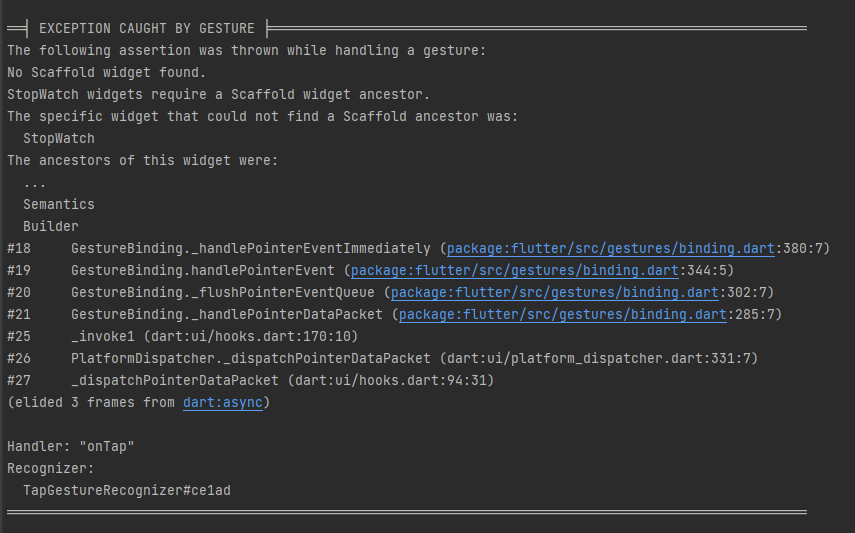 ══╡ EXCEPTION CAUGHT BY GESTURE ╞═══════════════════════════════════════════════════════════════════
The following assertion was thrown while handling a gesture:
No Scaffold widget found.
StopWatch widgets require a Scaffold widget ancestor.
The specific widget that could not find a Scaffold ancestor was:
  StopWatch
The ancestors of this widget were:
  ...
  Semantics
  Builder
#18     GestureBinding._handlePointerEventImmediately (package:flutter/src/gestures/binding.dart:380:7)
#19     GestureBinding.handlePointerEvent (package:flutter/src/gestures/binding.dart:344:5)
#20     GestureBinding._flushPointerEventQueue (package:flutter/src/gestures/binding.dart:302:7)
#21     GestureBinding._handlePointerDataPacket (package:flutter/src/gestures/binding.dart:285:7)
#25     _invoke1 (dart:ui/hooks.dart:170:10)
#26     PlatformDispatcher._dispatchPointerDataPacket (dart:ui/platform_dispatcher.dart:331:7)
#27     _dispatchPointerDataPacket (dart:ui/hooks.dart:94:31)
(elided 3 frames from dart:async)
Handler: "onTap"
Recognizer:
  TapGestureRecognizer#ce1ad
════════════════════════════════════════════════════════════════════════════════════════════════════